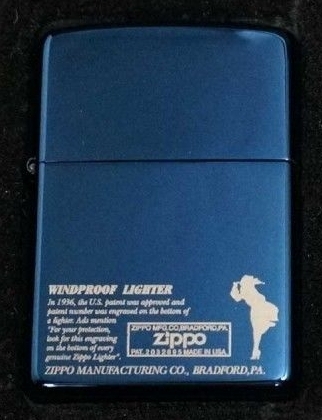 WINDPROOF LIGHTER
In 1936, the U.S. patent was approved and
patent number was engraved on the bottom of
a lighter. Ads mention
"For your protection,
look for this engraving
on the bottom of every
genuine Zippo Lighter".
ZIPPO MFG.CO,BRADFORD,PA.
zippo
PAT. 2032695 MADE IN USA
ZIPPO MANUFACTURING CO., BRADFORD,PA.